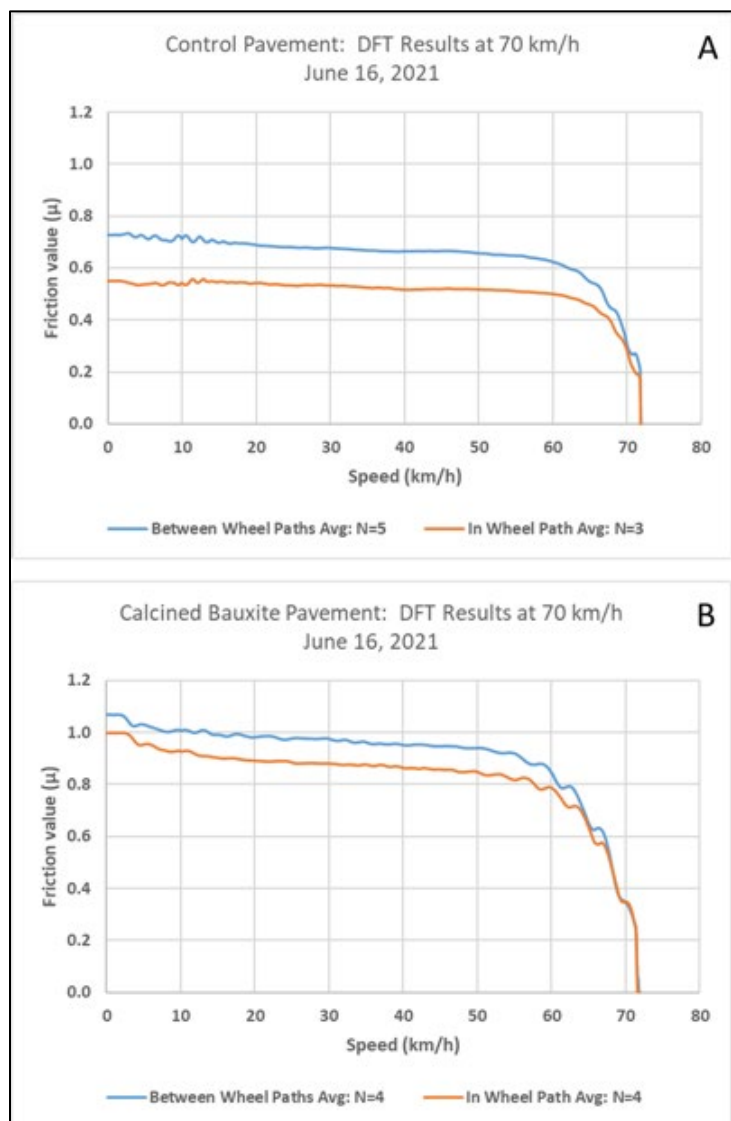 Control Pavement: DFT Results at 70 km/h
June 16, 2021
A
1.2
1.0
0.8
0.6
0.4
0.2
0.0
Friction value (µ)
0 10 20 30 40 50 60 70 80
Speed (km/h)
Between Wheel Paths Avg: N=5 In Wheel Path Avg: N=3
Calcined Bauxite Pavement: DFT Results at 70 km/h
June 16, 2021
B
1.2
1.0
0.8
0.6
0.4
0.2
0.0
Friction value (µ)
0 10 20 30 40 50 60 70 80
Speed (km/h)
Between Wheel Paths Avg: N=4 In Wheel Path Avg: N=4